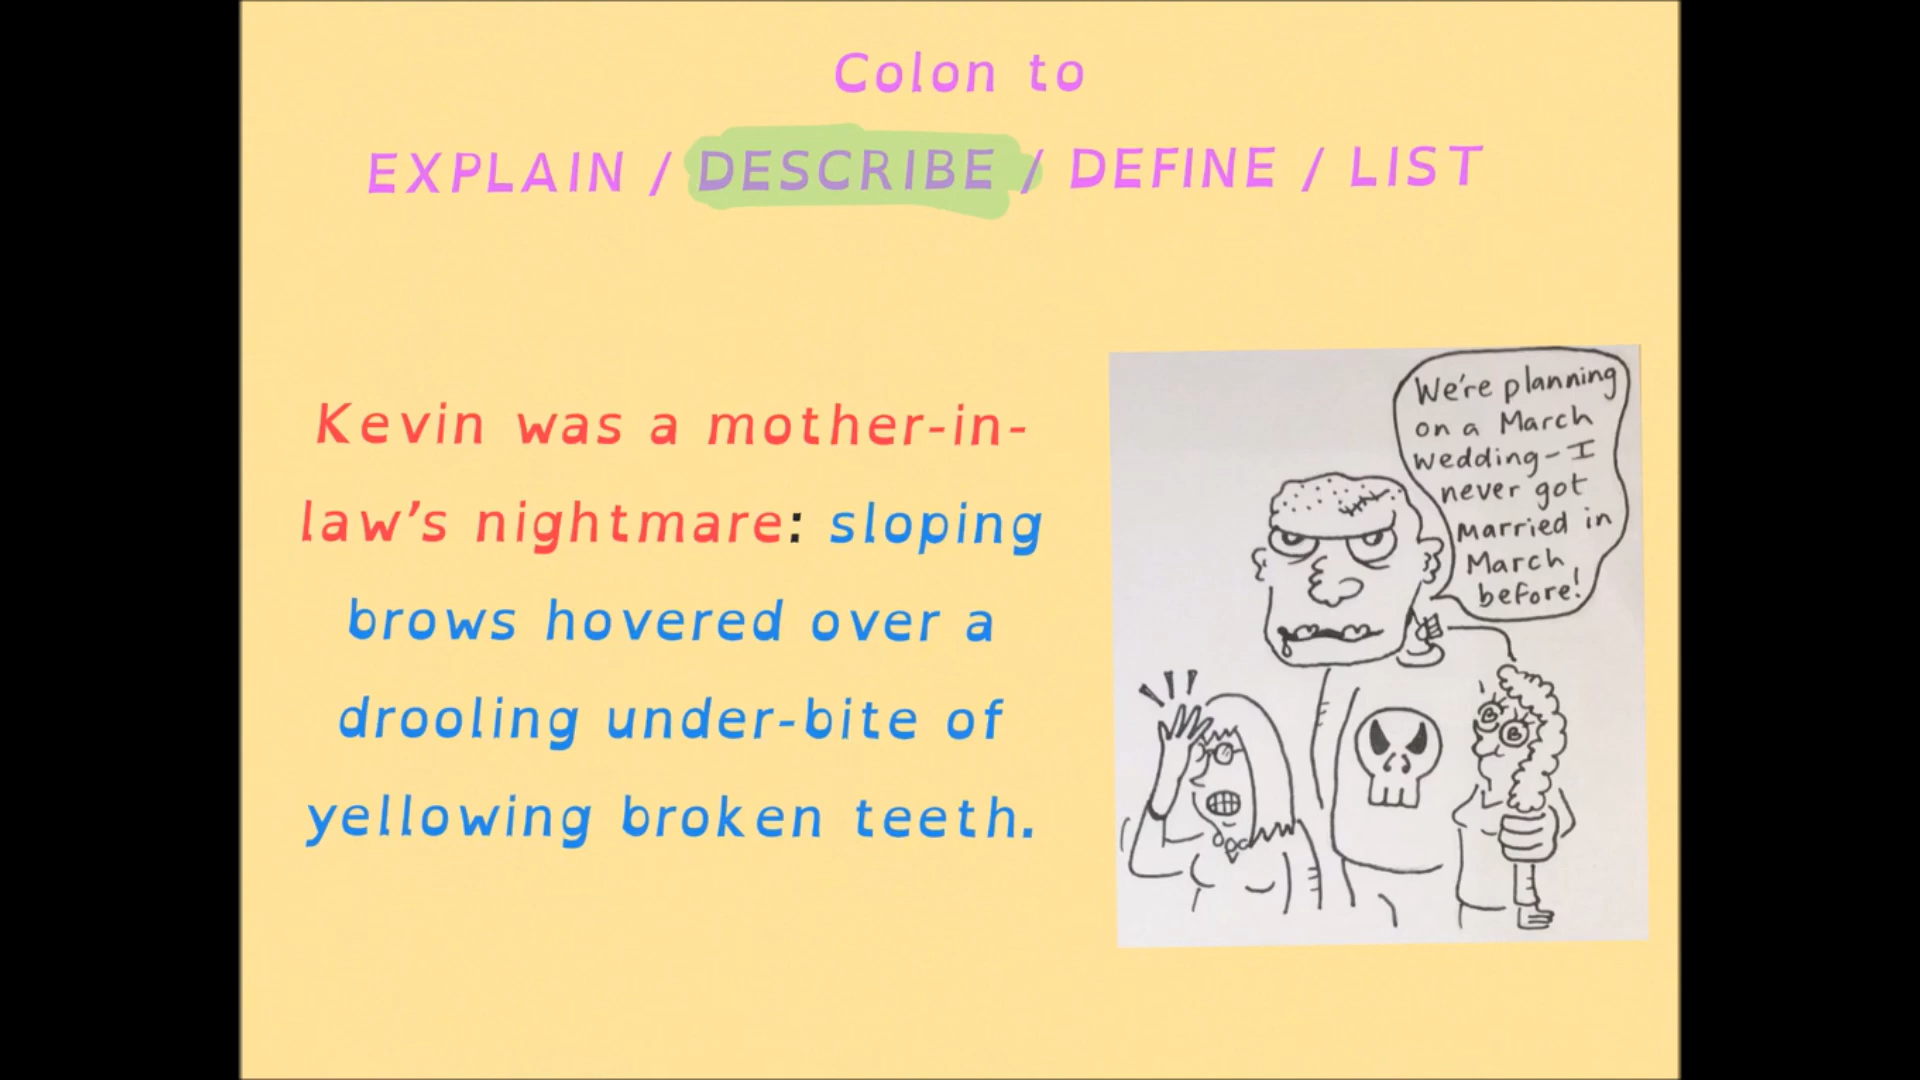 Colon to
EXPLAIN / DESCRIBE / DEFINE / LIST
Kevin was a mother-in-
law's nightmare: sloping
brows hovered over a
drooling under-bite of
yellowing broken teeth.
We're planning
on a March
wedding-I
never got
married in
March
before!